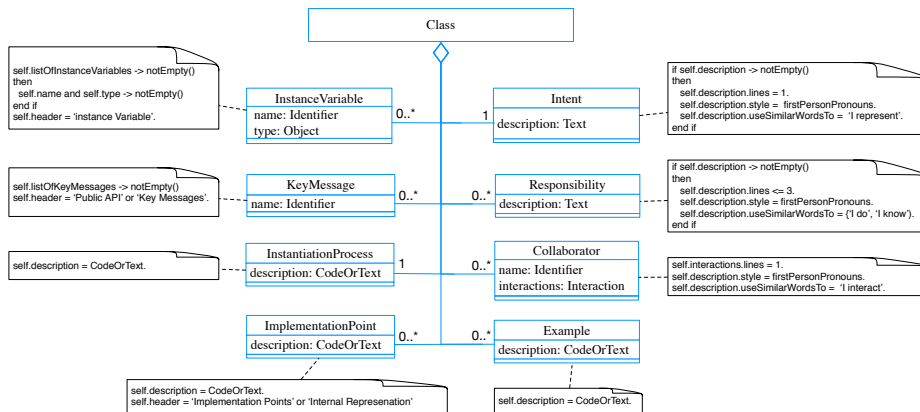 Class
self.listOfInstanceVariables -> notEmpty()
then
self.name and self.type -> notEmpty()
end if
self.header = 'instance Variable'.
InstanceVariable
name: Identifier
type: Object
0..*
1
Intent
description: Text
if self.description -> notEmpty()
then
self.description.lines = 1.
self.description.style = firstPersonPronouns.
self.description.useSimilarWordsTo = 'I represent'.
end if
self.listOfKeyMessages -> notEmpty()
self.header = 'Public API' or 'Key Messages'.
KeyMessage
name: Identifier
0..*
0..*
Responsibility
description: Text
if self.description -> notEmpty()
then
self.description.lines <= 3.
self.description.style = firstPersonPronouns.
self.description.useSimilarWordsTo = {'I do', 'I know').
end if
self.description = CodeOrText.
InstantiationProcess
description: CodeOrText
1
0..*
Collaborator
name: Identifier
interactions: Interaction
self.interactions.lines = 1.
self.description.style = firstPersonPronouns.
self.description.useSimilarWordsTo = 'I interact'.
ImplementationPoint
description: CodeOrText
0..*
0..*
Example
description: CodeOrText
self.description = CodeOrText.
self.header = 'Implementation Points' or 'Internal Represenation'
self.description = CodeOrText.